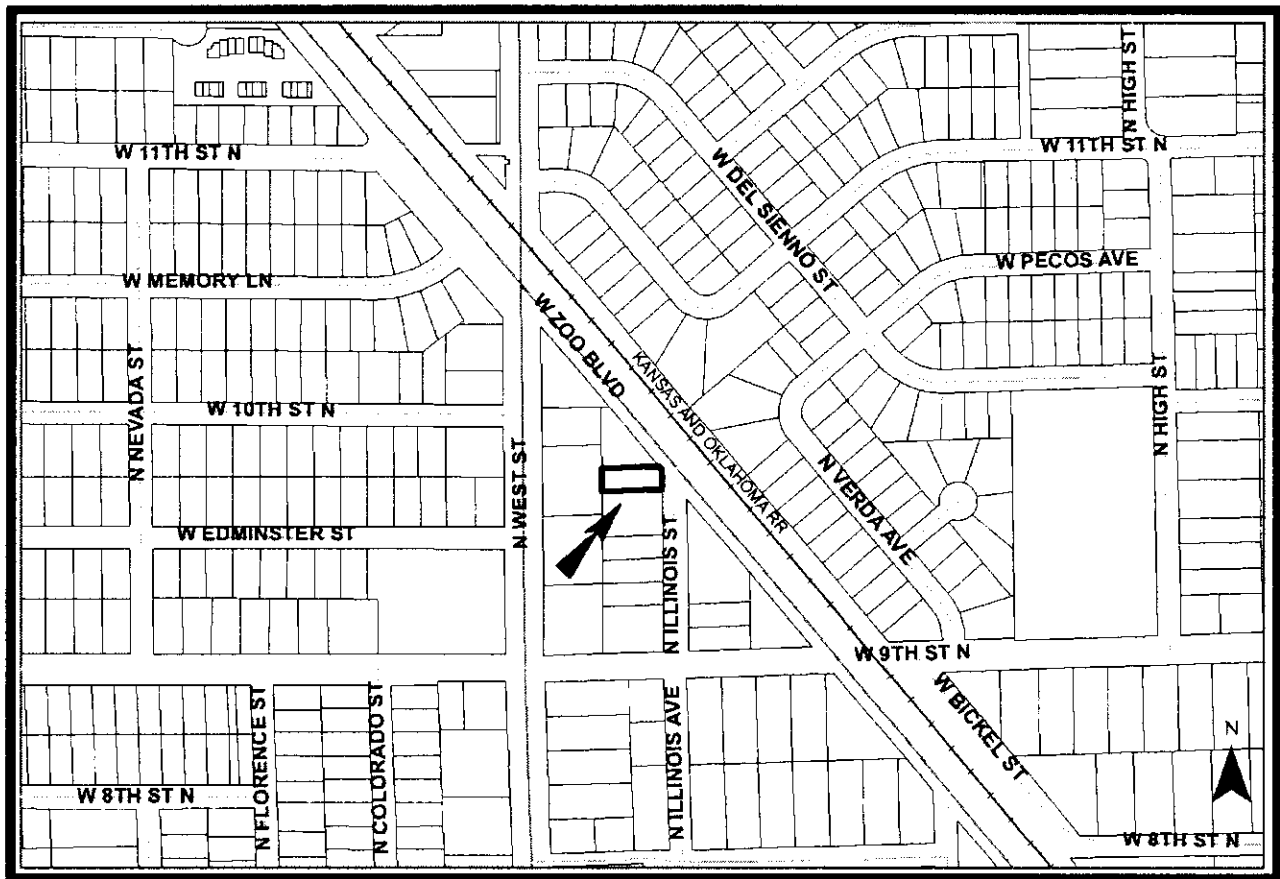 N HIGH ST
W 11TH ST N
W 11TH ST N
W DEL SIENNO ST
W MEMORY LN
W PECOS AVE
W ZOO BLVD
KANSAS AND OKLAHOMA RR
N NEVADA ST
W 10TH ST N
N HIGH ST
N WEST ST
N VERDA AVE
W EDMINSTER ST
N ILLINOIS ST
W 9TH ST N
W BICKEL ST
N FLORENCE ST
N COLORADO ST
N ILLINOIS AVE
N
W 8TH ST N
W 8TH ST N